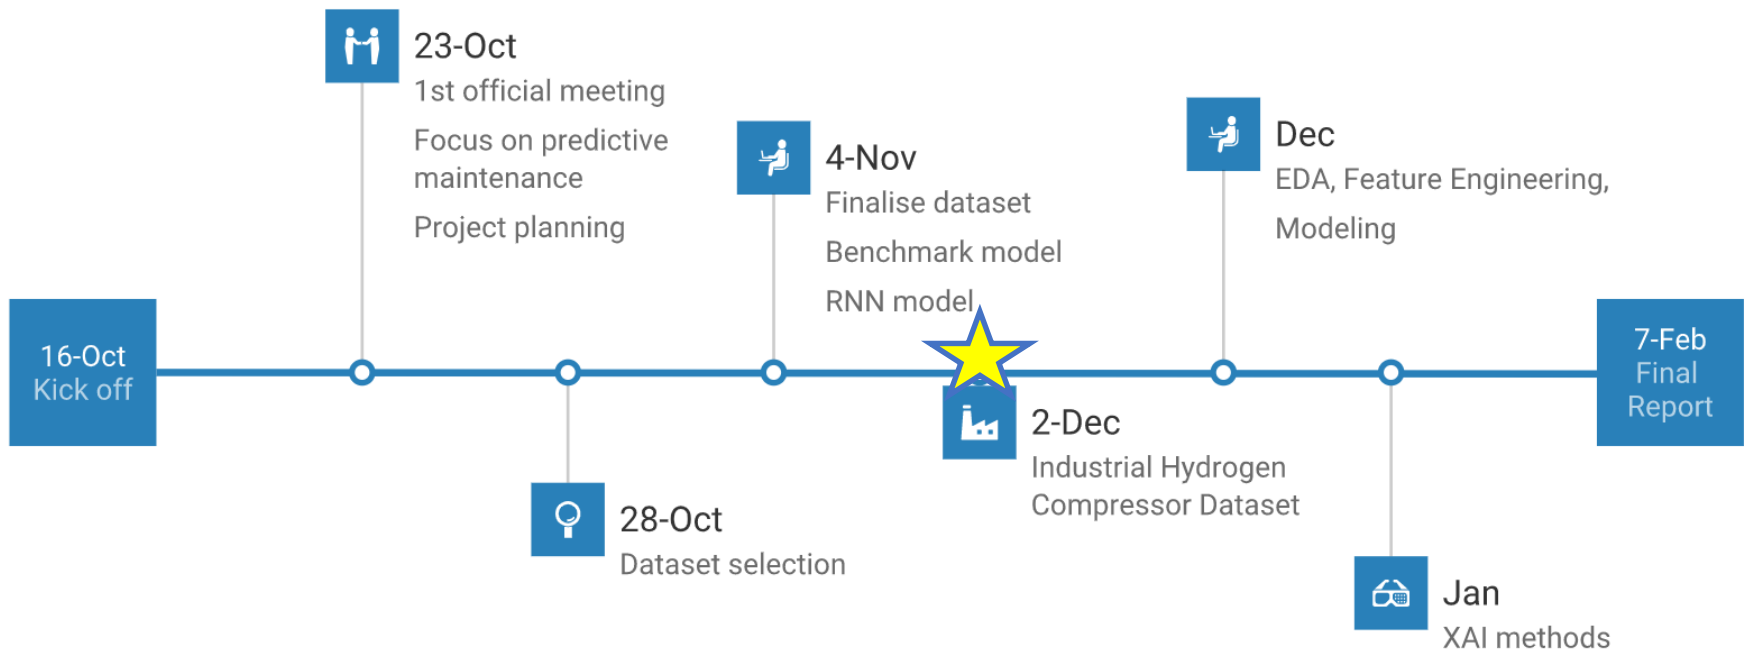 16-Oct
Kick off
23-Oct
1st official meeting
Focus on predictive
maintenance
Project planning
28-Oct
Dataset selection
4-Nov
Finalise dataset
Benchmark model
RNN model
2-Dec
Industrial Hydrogen
Compressor Dataset
Dec
EDA, Feature Engineering,
Modeling
Jan
XAI methods
7-Feb
Final
Report